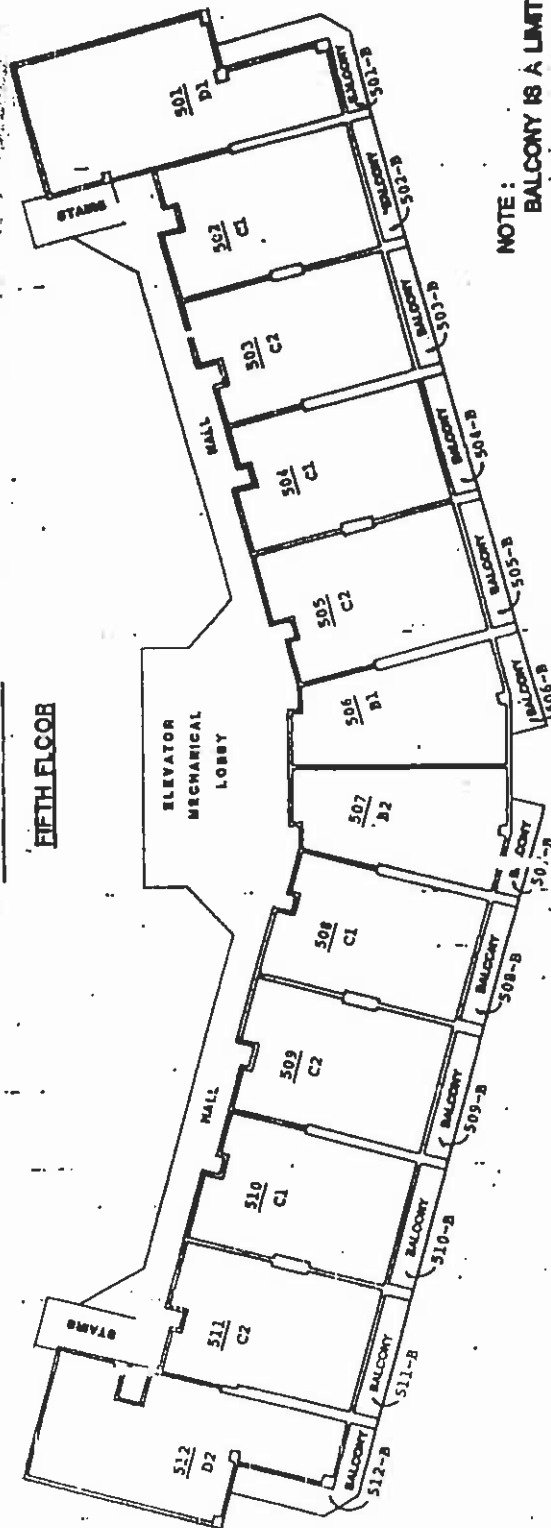 FIFTH FLOOR
ELEVATOR
MECHANICAL
LOBBY
STAIRS
HALL
HALL
STAIRS
512
D2
511
C2
510
C1
509
C2
508
C1
507
B2
506
B1
505
C2
504
C1
503
C2
502
C1
501
D1
BALCONY
512-B
BALCONY
511-B
BALCONY
510-B
BALCONY
509-B
BALCONY
508-B
BALCONY
BALCONY
506-B
BALCONY
505-B
BALCONY
504-B
BALCONY
503-B
BALCONY
502-B
BALCONY
501-B
NOTE :
BALCONY IS A LIMIT